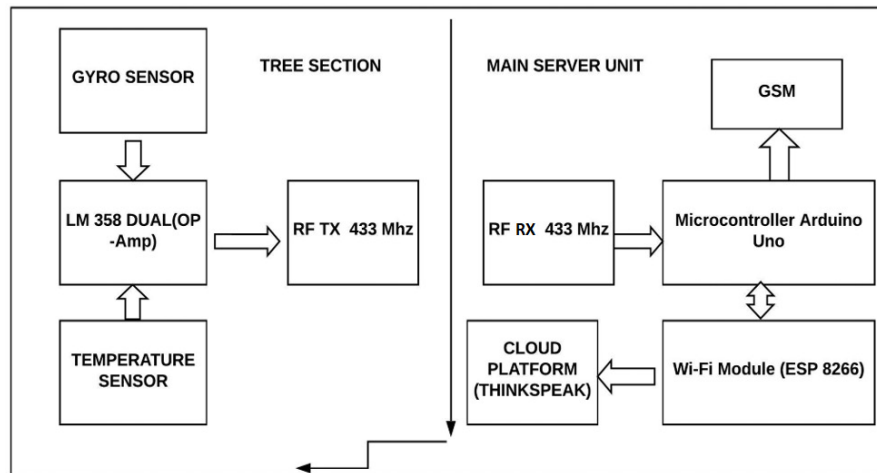 GYRO SENSOR
TREE SECTION
MAIN SERVER UNIT
GSM
LM 358 DUAL(OP
-Amp)
RF TX 433 Mhz
RF RX 433 Mhz
Microcontroller Arduino
Uno
TEMPERATURE
SENSOR
CLOUD
PLATFORM
(THINKSPEAK)
Wi-Fi Module (ESP 8266)